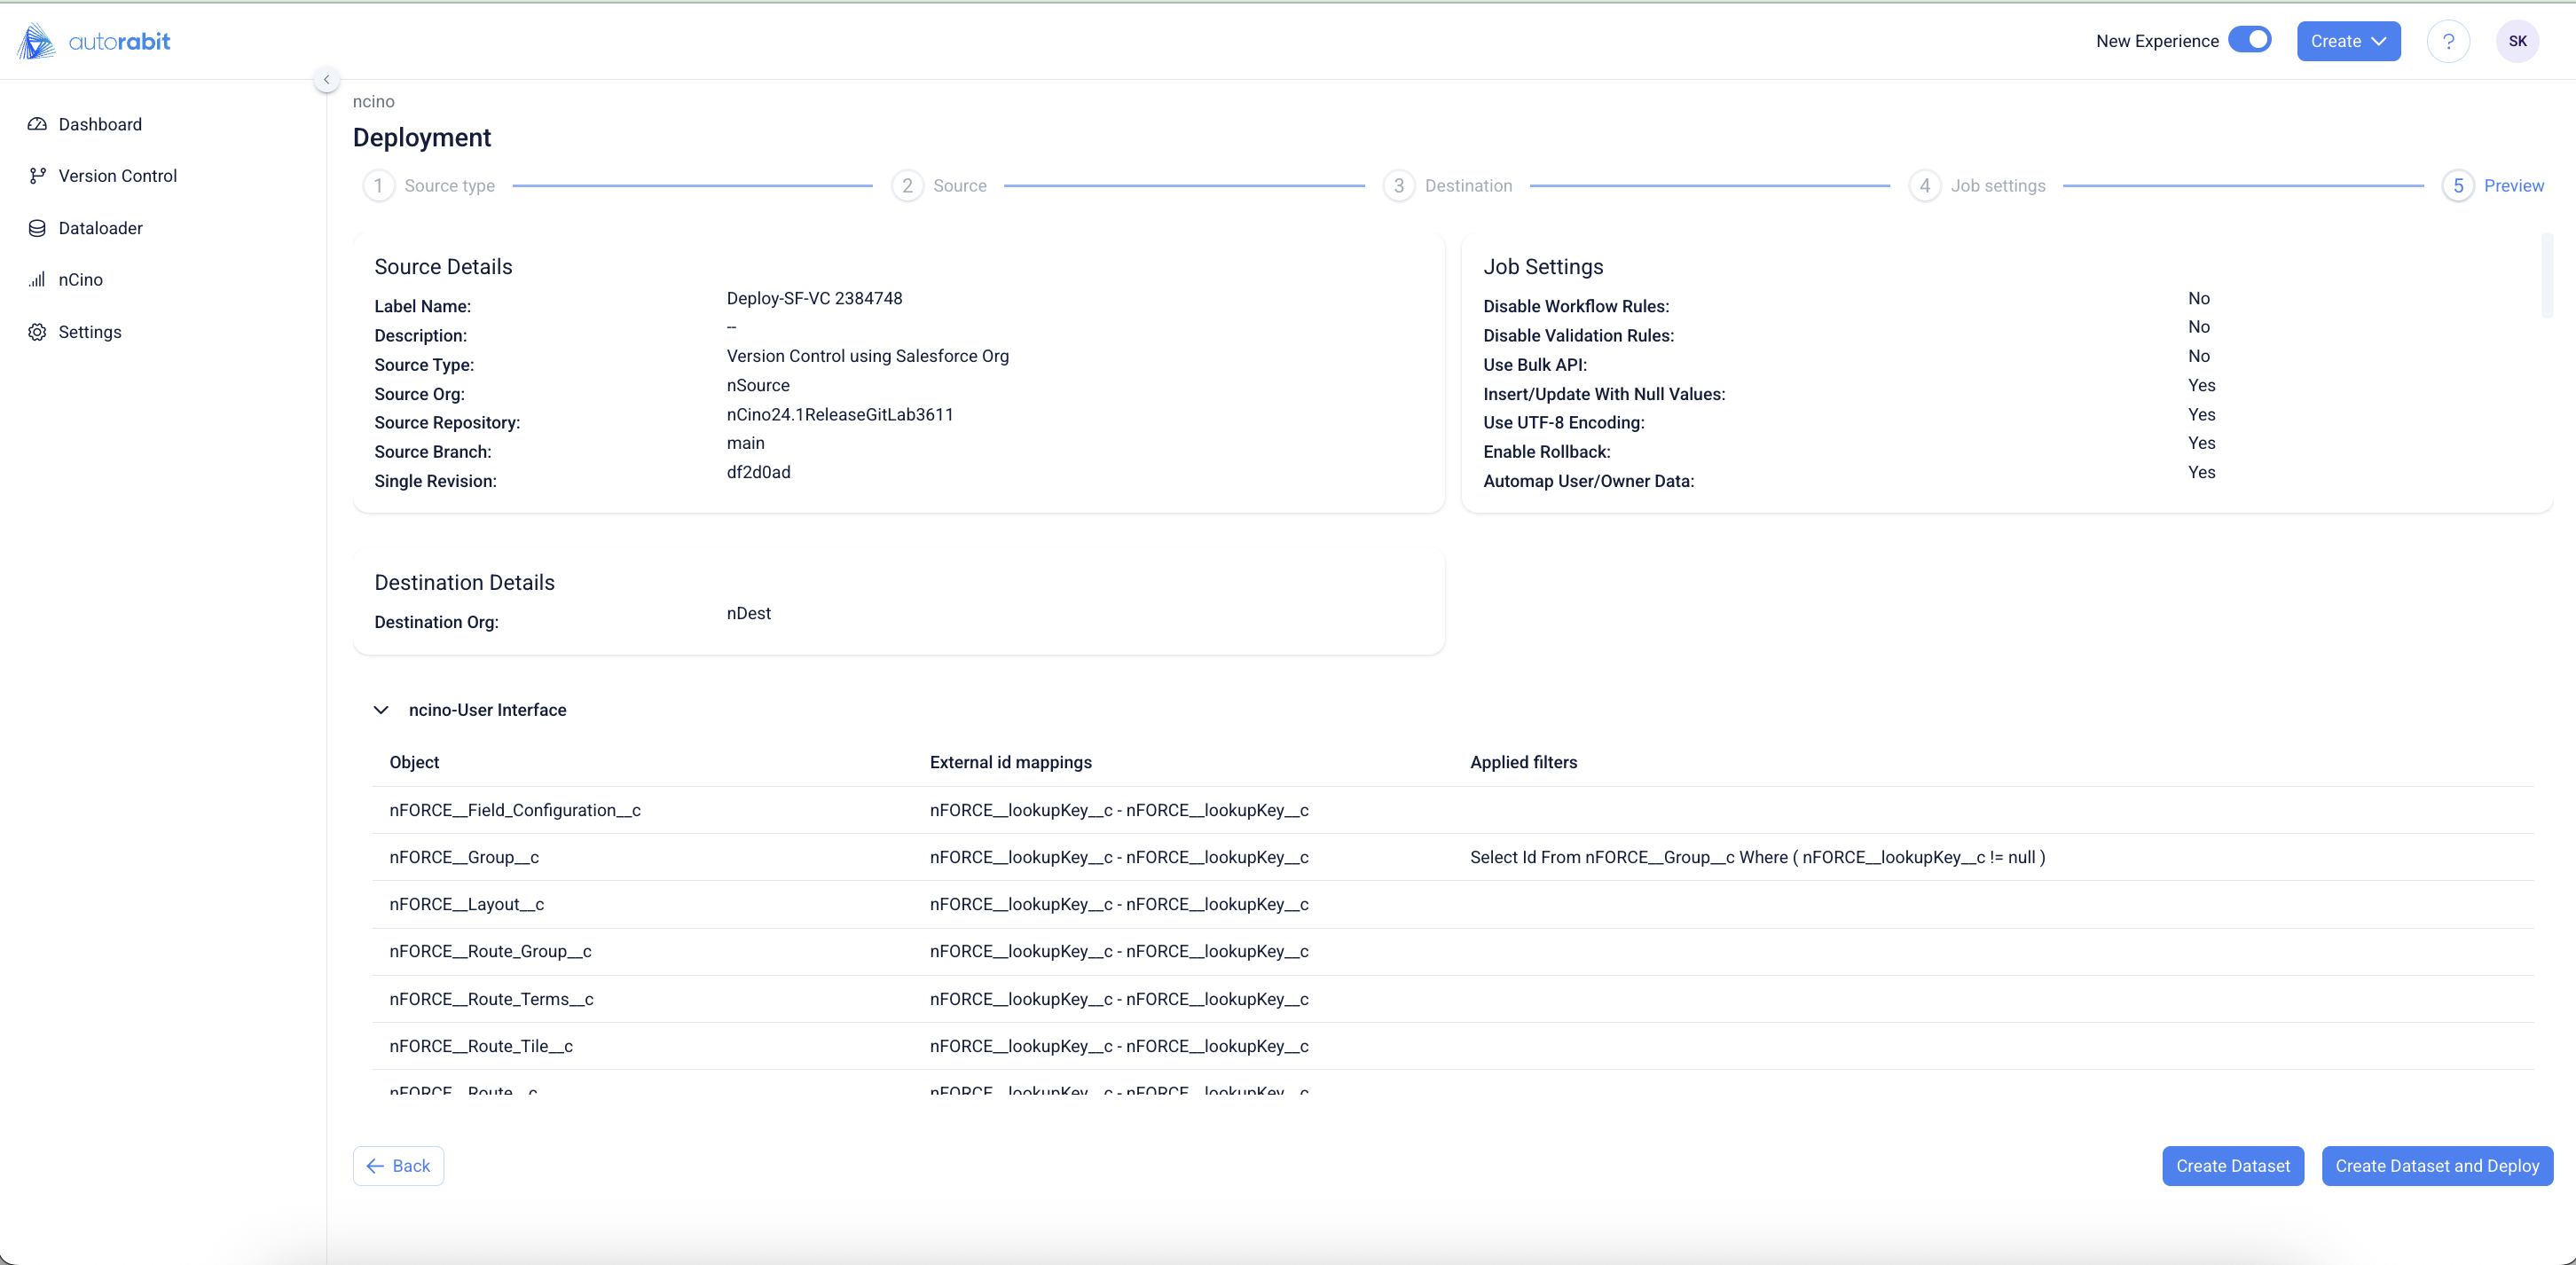 autorabit
New Experience
Create
?
SK
Dashboard
Version Control
Dataloader
nCino
Settings
ncino
Deployment
1 Source type
2 Source
3 Destination
4 Job settings
5 Preview
Source Details
Label Name: Deploy-SF-VC 2384748
Description: --
Source Type: Version Control using Salesforce Org
Source Org: nSource
Source Repository: nCino24.1ReleaseGitLab3611
Source Branch: main
Single Revision: df2d0ad
Job Settings
Disable Workflow Rules: No
Disable Validation Rules: No
Use Bulk API: No
Insert/Update With Null Values: Yes
Use UTF-8 Encoding: Yes
Enable Rollback: Yes
Automap User/Owner Data: Yes
Destination Details
Destination Org: nDest
ncino-User Interface
Object External id mappings Applied filters
nFORCE__Field_Configuration__c nFORCE__lookupKey__c - nFORCE__lookupKey__c
nFORCE__Group__c nFORCE__lookupKey__c - nFORCE__lookupKey__c Select Id From nFORCE__Group__c Where ( nFORCE__lookupKey__c != null )
nFORCE__Layout__c nFORCE__lookupKey__c - nFORCE__lookupKey__c
nFORCE__Route_Group__c nFORCE__lookupKey__c - nFORCE__lookupKey__c
nFORCE__Route_Terms__c nFORCE__lookupKey__c - nFORCE__lookupKey__c
nFORCE__Route_Tile__c nFORCE__lookupKey__c - nFORCE__lookupKey__c
nFORCE__Route__c nFORCE__lookupKey__c - nFORCE__lookupKey__c
Back
Create Dataset
Create Dataset and Deploy